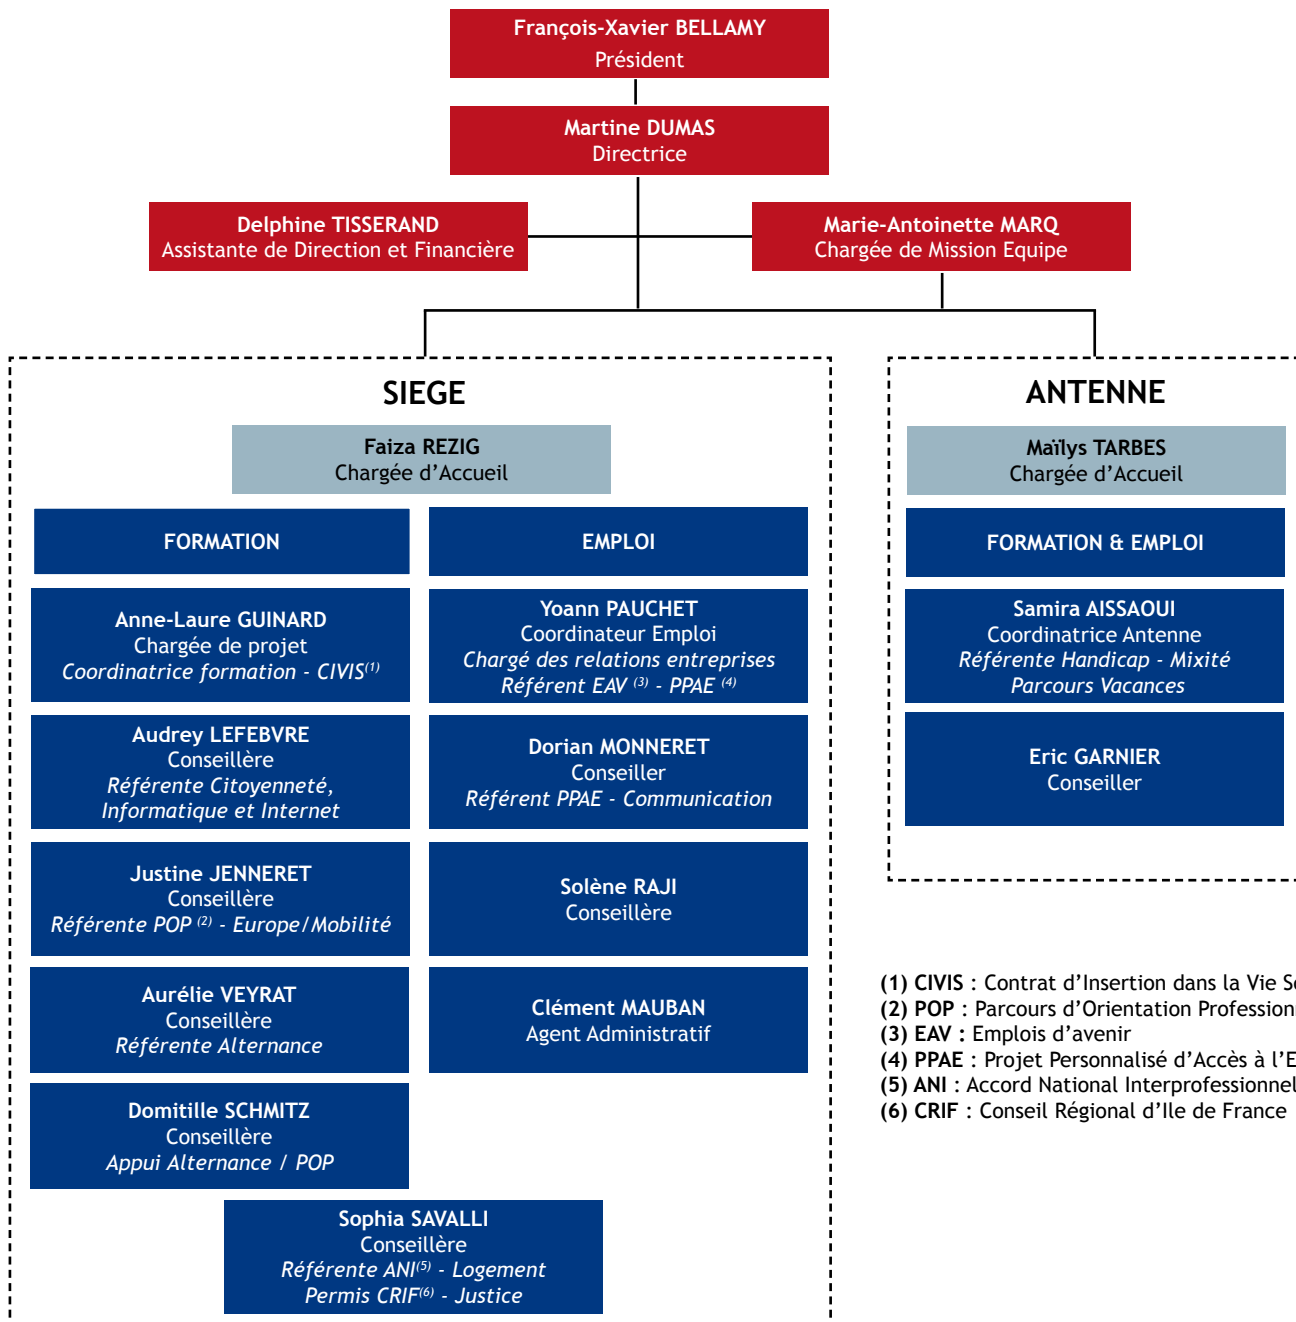 François-Xavier BELLAMY
Président
Martine DUMAS
Directrice
Delphine TISSERAND
Assistante de Direction et Financière
Marie-Antoinette MARQ
Chargée de Mission Equipe
SIEGE
Faiza REZIG
Chargée d’Accueil
FORMATION
Anne-Laure GUINARD
Chargée de projet
Coordinatrice formation - CIVIS(1)
Audrey LEFEBVRE
Conseillère
Référente Citoyenneté,
Informatique et Internet
Justine JENNERET
Conseillère
Référente POP (2) - Europe/Mobilité
Aurélie VEYRAT
Conseillère
Référente Alternance
Domitille SCHMITZ
Conseillère
Appui Alternance / POP
EMPLOI
Yoann PAUCHET
Coordinateur Emploi
Chargé des relations entreprises
Référent EAV (3) - PPAE (4)
Dorian MONNERET
Conseiller
Référent PPAE - Communication
Solène RAJI
Conseillère
Clément MAUBAN
Agent Administratif
Sophia SAVALLI
Conseillère
Référente ANI(5) - Logement
Permis CRIF(6) - Justice
ANTENNE
Maïlys TARBES
Chargée d’Accueil
FORMATION & EMPLOI
Samira AISSAOUI
Coordinatrice Antenne
Référente Handicap - Mixité
Parcours Vacances
Eric GARNIER
Conseiller
(1) CIVIS : Contrat d’Insertion dans la Vie
(2) POP : Parcours d’Orientation
(3) EAV : Emplois d’avenir
(4) PPAE : Projet Personnalisé d’Accès à
(5) ANI : Accord National Interprofessionnel
(6) CRIF : Conseil Régional d’Ile de France